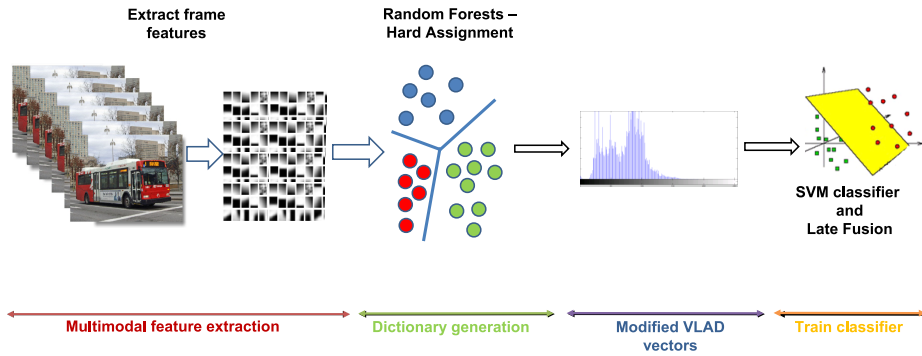 Extract frame
features
Random Forests –
Hard Assignment
SVM classifier
and
Late Fusion
Multimodal feature extraction
Dictionary generation
Modified VLAD
vectors
Train classifier